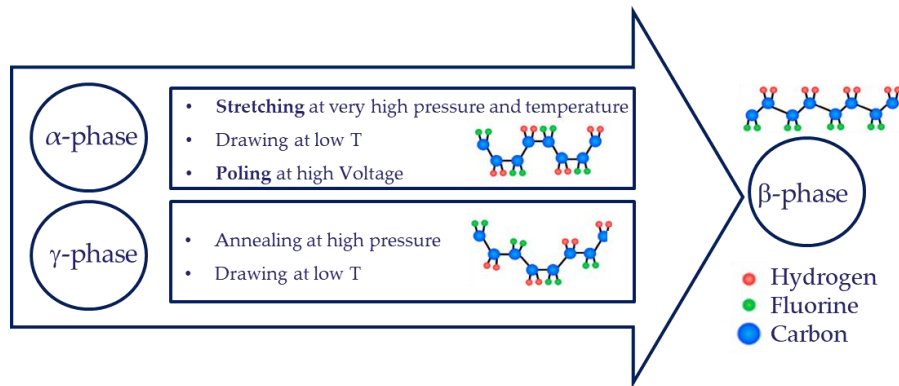 α-phase
• Stretching at very high pressure and temperature
• Drawing at low T
• Poling at high Voltage
γ-phase
• Annealing at high pressure
• Drawing at low T
β-phase
Hydrogen
Fluorine
Carbon